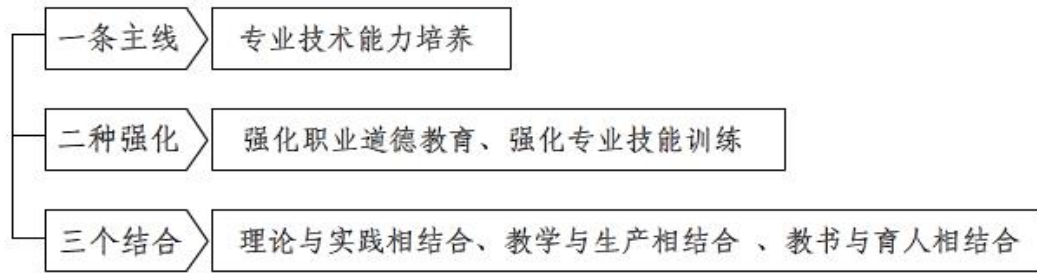 一条主线 专业技术能力培养
二种强化 强化职业道德教育、强化专业技能训练
三个结合 理论与实践相结合、教学与生产相结合 、教书与育人相结合